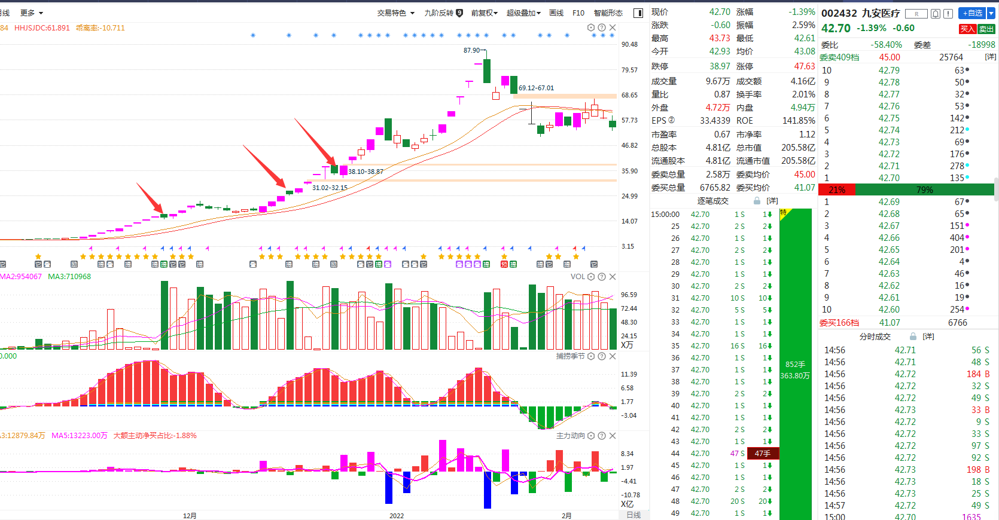 日线 更多 交易特色 九阶反转 9 前复权 超级叠加 画线 F10 智能形态
84 HHJSJDC:61.891 乖离率:-10.711
90.48
87.90
79.57
69.12-67.01
68.65
57.73
46.82
38.10-38.87
35.90
31.02-32.15
24.99
14.07
3.15
MA2:954067 MA3:710968 VOL
96.59
72.44
48.30
24.15
X万
0.000 捕捞季节
11.39
6.58
1.77
-3.04
A3:12879.84万 MA5:13223.00万 大额主动净买占比:-1.88% 主力动向
8.34
1.97
-4.41
-10.78
X亿
12月 2022 2月 日线
现价 42.70 涨幅 -1.39%
涨跌 -0.60 振幅 2.59%
最高 43.73 最低 42.61
今开 42.93 均价 43.08
跌停 38.97 涨停 47.63
成交量 9.67万 成交额 4.16亿
量比 0.87 换手率 2.01%
外盘 4.72万 内盘 4.94万
EPS② 33.4339 ROE 141.85%
市盈率 0.67 市净率 1.12
总股本 4.81亿 总市值 205.58亿
流通股本 4.81亿 流通市值 205.58亿
委卖总量 2.58万 委卖均价 45.00
委买总量 6765.82 委买均价 41.07
逐笔成交 [详]
15:00:00 42.70 1 S 1
25 42.70 2 S 2
26 42.70 1 S 1
27 42.70 2 S 2
28 42.70 1 S 1
29 42.70 2 S 2
30 42.70 2 S 2
31 42.70 10 S 10
32 42.70 5 S 5
33 42.70 1 S 1
34 42.70 1 S 1
35 42.70 16 S 16
36 42.70 1 S 1
37 42.70 1 S 1
38 42.70 1 S 1
39 42.70 2 S 2
40 42.70 1 S 1
41 42.70 1 S 1
42 42.70 2 S 2
43 42.70 1 S 1
44 42.70 47 S 47手
45 42.70 1 S 1
46 42.70 1 S 1
47 42.70 2 S 2
48 42.70 20 S 20
49 42.70 1 S 1
特
852手
363.80万
002432 九安医疗 R ! +自选
42.70 -1.39% -0.60 买入 卖出
委比 -58.40% 委差 -18998
委卖409档 45.00 25764 [详]
10 42.79 63
9 42.78 50
8 42.77 32
7 42.76 53
6 42.75 142
5 42.74 212
4 42.73 69
3 42.72 176
2 42.71 278
1 42.70 135
21% 79%
1 42.69 67
2 42.68 65
3 42.67 151
4 42.66 404
5 42.65 201
6 42.64 4
7 42.63 46
8 42.62 16
9 42.61 19
10 42.60 254
委买166档 41.07 6766
分时成交 [详]
14:56 42.71 56 S
14:56 42.71 48 S
14:56 42.72 184 B
14:56 42.72 32 S
14:56 42.72 49 S
14:56 42.73 33 B
14:56 42.72 9 S
14:56 42.72 33 S
14:56 42.72 97 S
14:56 42.72 92 S
14:56 42.73 198 B
14:56 42.73 18 S
14:56 42.73 25 S
14:57 42.72 49 S
15:00 42.70 1635